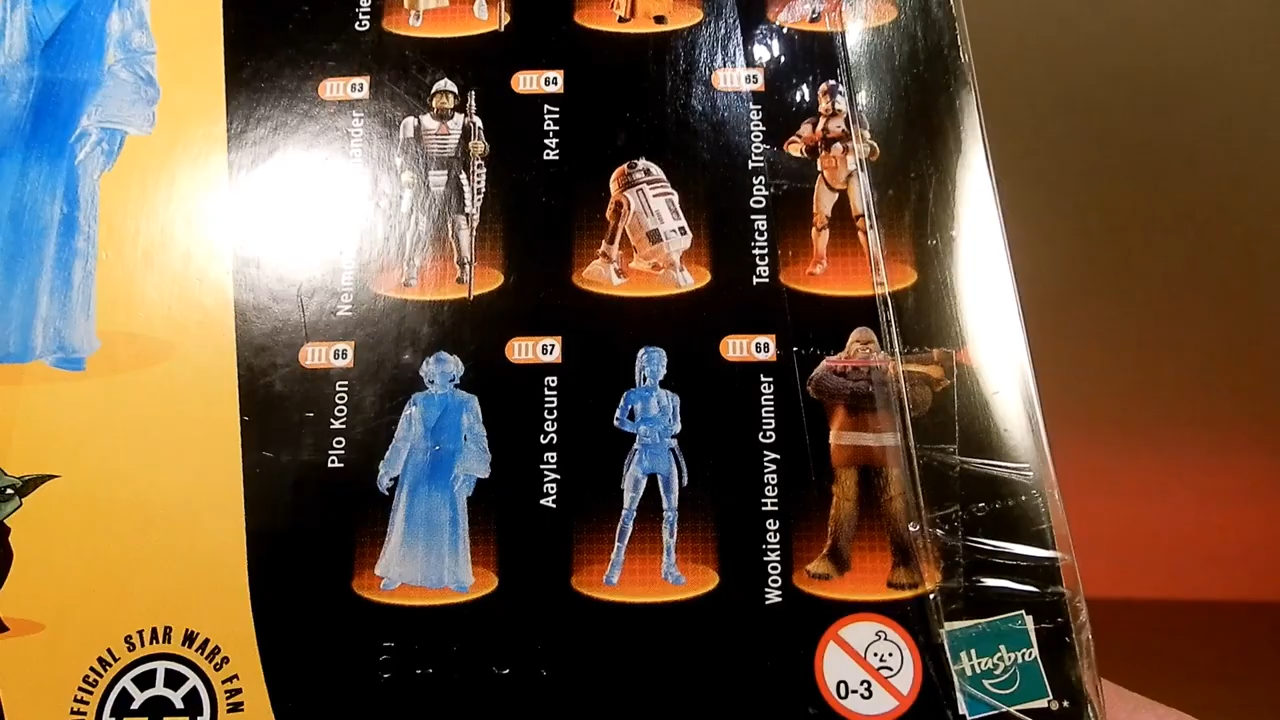 Grie
III 63
III 64
R4-P17
III 65
Tactical Ops Trooper
III 66
Plo Koon
III 67
Aayla Secura
III 68
Wookiee Heavy Gunner
OFFICIAL STAR WARS FAN
0-3
Hasbro
®*